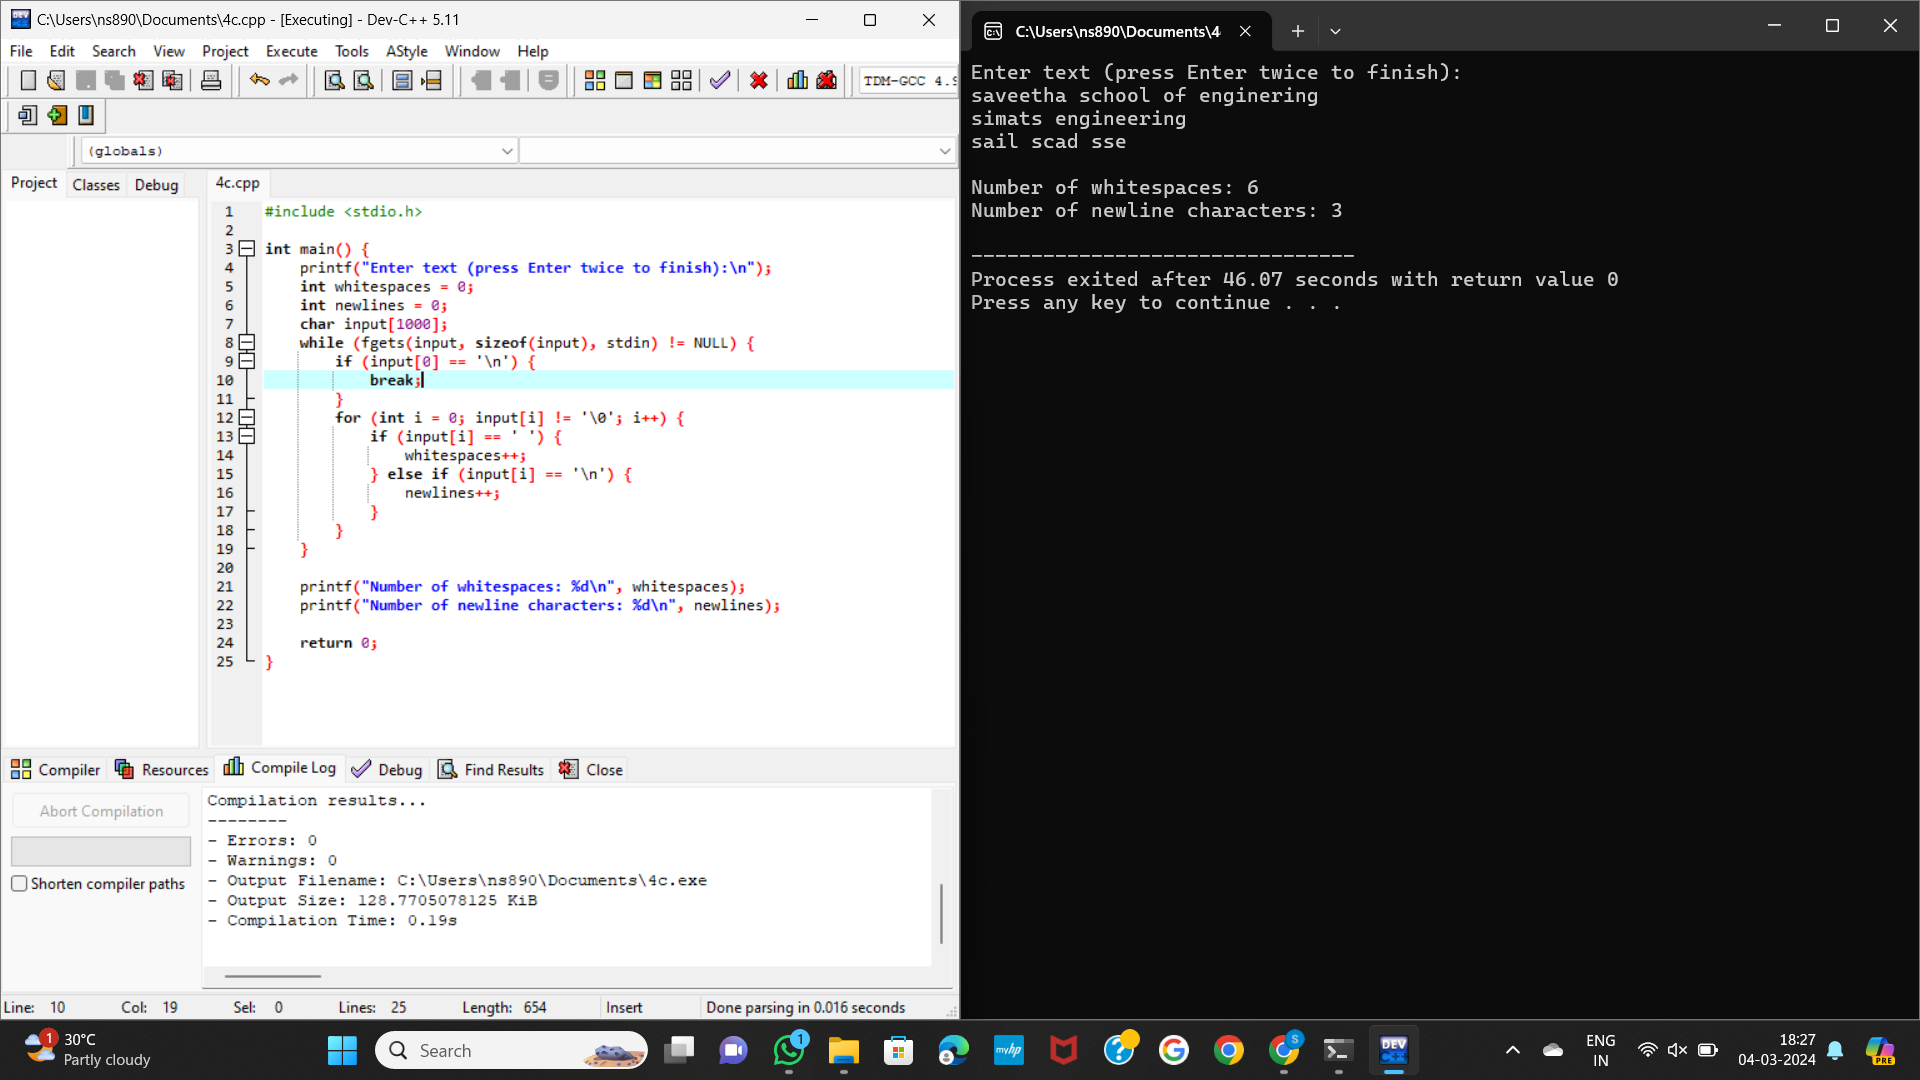 C:\Users\ns890\Documents\4c.cpp - [Executing] - Dev-C++ 5.11
File Edit Search View Project Execute Tools AStyle Window Help
TDM-GCC 4.9
(globals)
Project Classes Debug 4c.cpp
1 #include <stdio.h>
2
3 int main() {
4 printf("Enter text (press Enter twice to finish):\n");
5 int whitespaces = 0;
6 int newlines = 0;
7 char input[1000];
8 while (fgets(input, sizeof(input), stdin) != NULL) {
9 if (input[0] == '\n') {
10 break;
11 }
12 for (int i = 0; input[i] != '\0'; i++) {
13 if (input[i] == ' ') {
14 whitespaces++;
15 } else if (input[i] == '\n') {
16 newlines++;
17 }
18 }
19 }
20
21 printf("Number of whitespaces: %d\n", whitespaces);
22 printf("Number of newline characters: %d\n", newlines);
23
24 return 0;
25 }
Compiler Resources Compile Log Debug Find Results Close
Abort Compilation
Shorten compiler paths
Compilation results...
--------
- Errors: 0
- Warnings: 0
- Output Filename: C:\Users\ns890\Documents\4c.exe
- Output Size: 128.7705078125 KiB
- Compilation Time: 0.19s
Line: 10 Col: 19 Sel: 0 Lines: 25 Length: 654 Insert Done parsing in 0.016 seconds
C:\Users\ns890\Documents\4
Enter text (press Enter twice to finish):
saveetha school of enginering
simats engineering
sail scad sse
Number of whitespaces: 6
Number of newline characters: 3
--------------------------------
Process exited after 46.07 seconds with return value 0
Press any key to continue . . .
1
30°C
Partly cloudy
Search
1
myhp
S
DEV
ENG
IN
18:27
04-03-2024
PRE